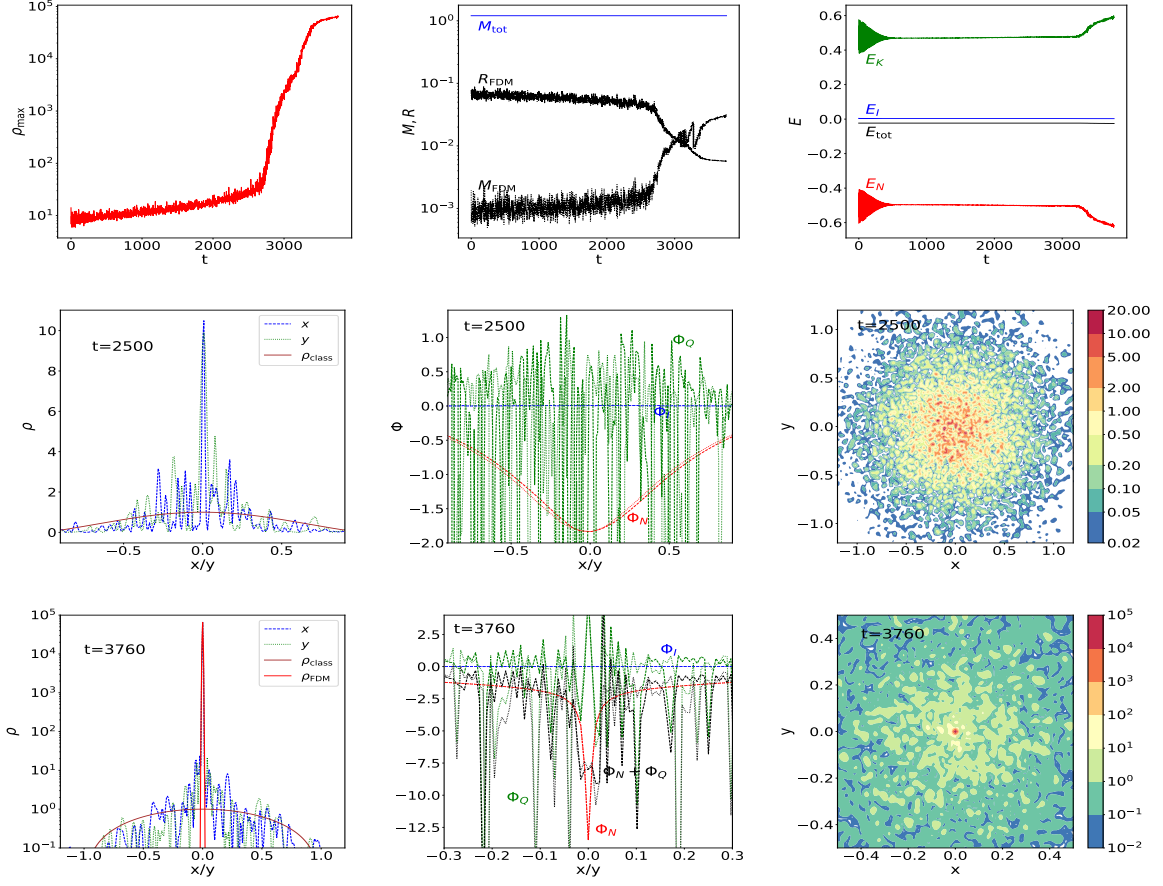 10^5
10^4
10^3
10^2
10^1
ρ_max
0 1000 2000 3000
t
10^0
10^{-1}
10^{-2}
10^{-3}
M, R
M_tot
R_FDM
M_FDM
0 1000 2000 3000
t
0.6
0.4
0.2
0.0
−0.2
−0.4
−0.6
E
E_K
E_I
E_tot
E_N
0 1000 2000 3000
t
10
8
6
4
2
0
ρ
t=2500
x
y
ρ_class
−0.5 0.0 0.5
x/y
1.0
0.5
0.0
−0.5
−1.0
−1.5
−2.0
Φ
t=2500
Φ_Q
Φ_N
−0.5 0.0 0.5
x/y
1.0
0.5
0.0
−0.5
−1.0
y
t=2500
−1.0 −0.5 0.0 0.5 1.0
x
20.00
10.00
5.00
2.00
1.00
0.50
0.20
0.10
0.05
0.02
10^5
10^4
10^3
10^2
10^1
10^0
10^{-1}
ρ
t=3760
x
y
ρ_class
ρ_FDM
−1.0 −0.5 0.0 0.5 1.0
x/y
2.5
0.0
−2.5
−5.0
−7.5
−10.0
−12.5
t=3760
Φ_I
Φ_N + Φ_Q
Φ_Q
Φ_N
−0.3 −0.2 −0.1 0.0 0.1 0.2 0.3
x/y
0.4
0.2
0.0
−0.2
−0.4
y
t=3760
−0.4 −0.2 0.0 0.2 0.4
x
10^5
10^4
10^3
10^2
10^1
10^0
10^{-1}
10^{-2}